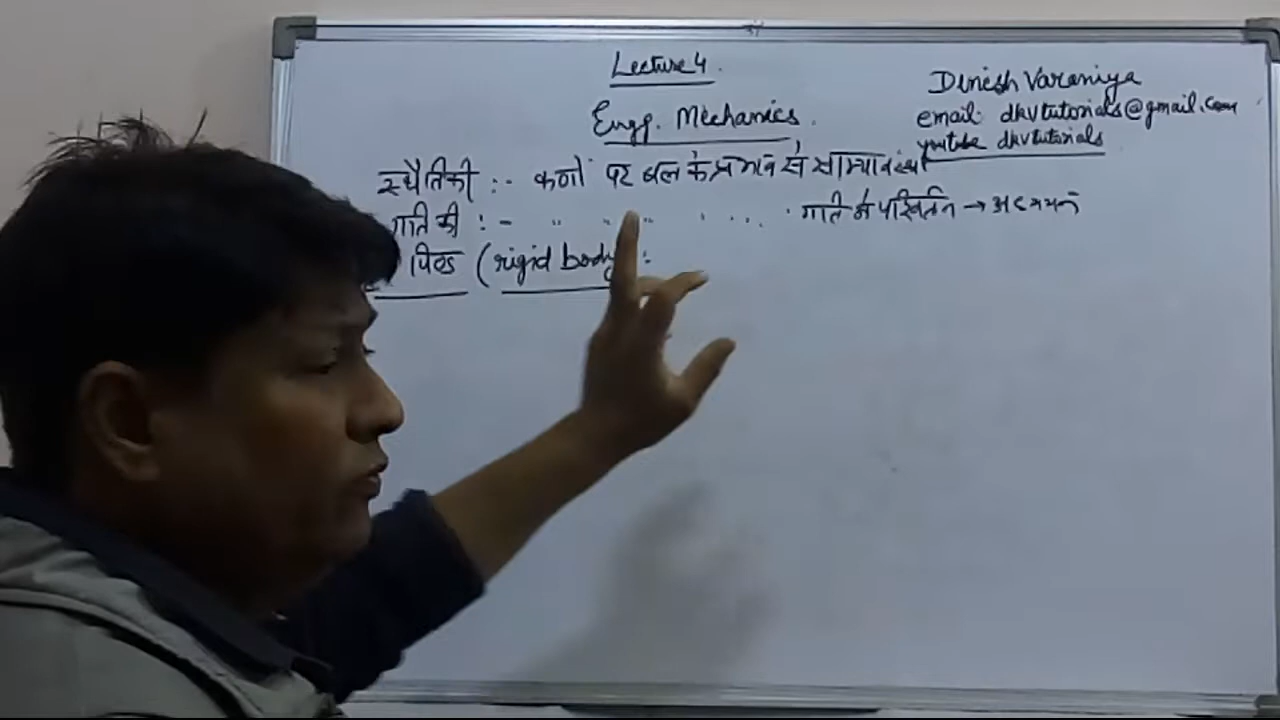 Lecture 4.
Engg. Mechanics.
Dinesh Varaniya
email: dkvtutorials@gmail.com
youtube dkvtutorials
स्थैतिकी :- कणों पर बल के प्रभाव से साम्यावस्था
गतिकी :- " " " " . . . गति में परिवर्तन → अध्ययन
पिण्ड (rigid body) :